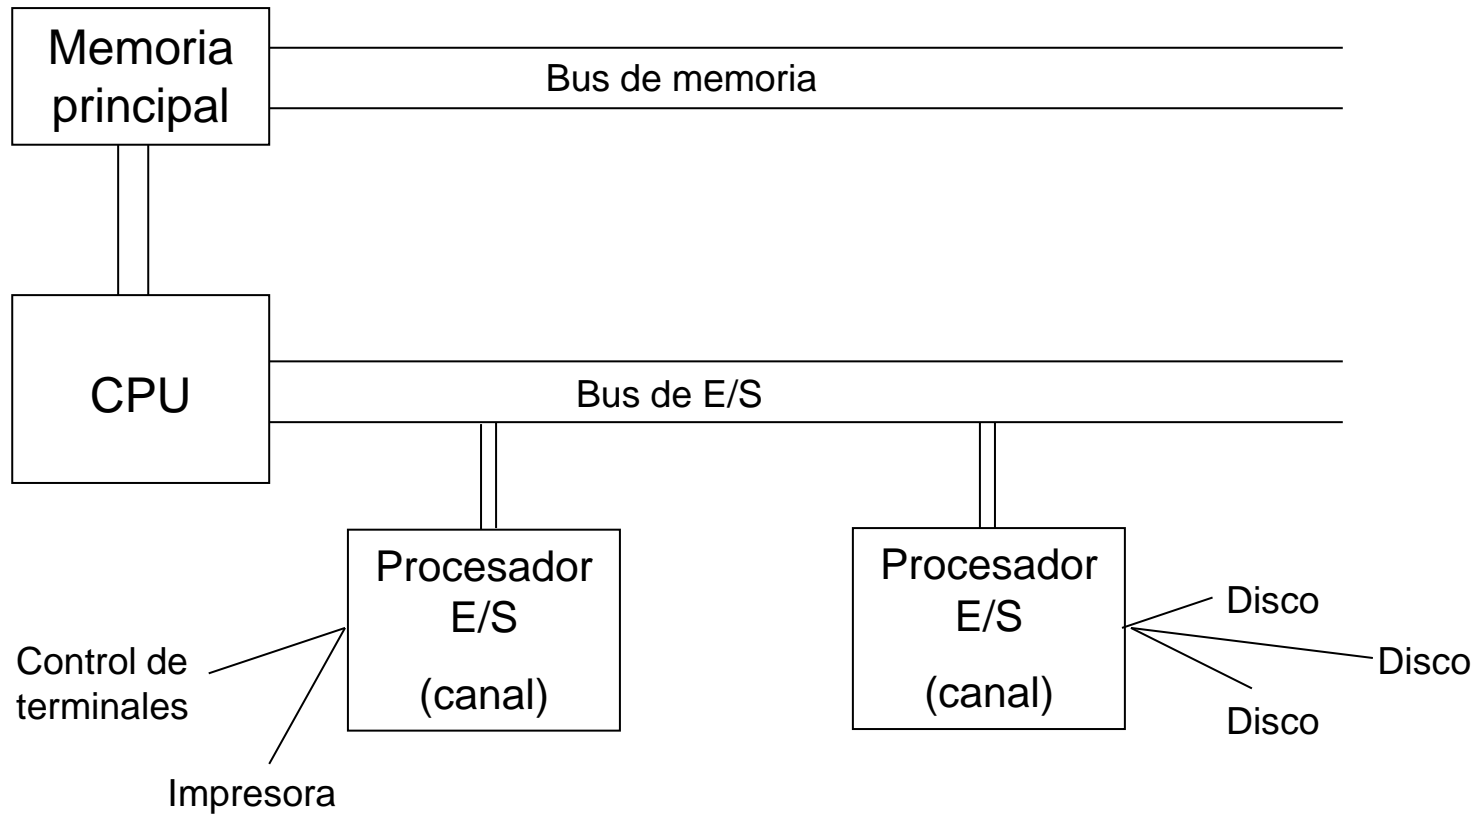 Memoria
principal
Bus de memoria
CPU
Bus de E/S
Procesador
E/S
(canal)
Procesador
E/S
(canal)
Control de
terminales
Impresora
Disco
Disco
Disco